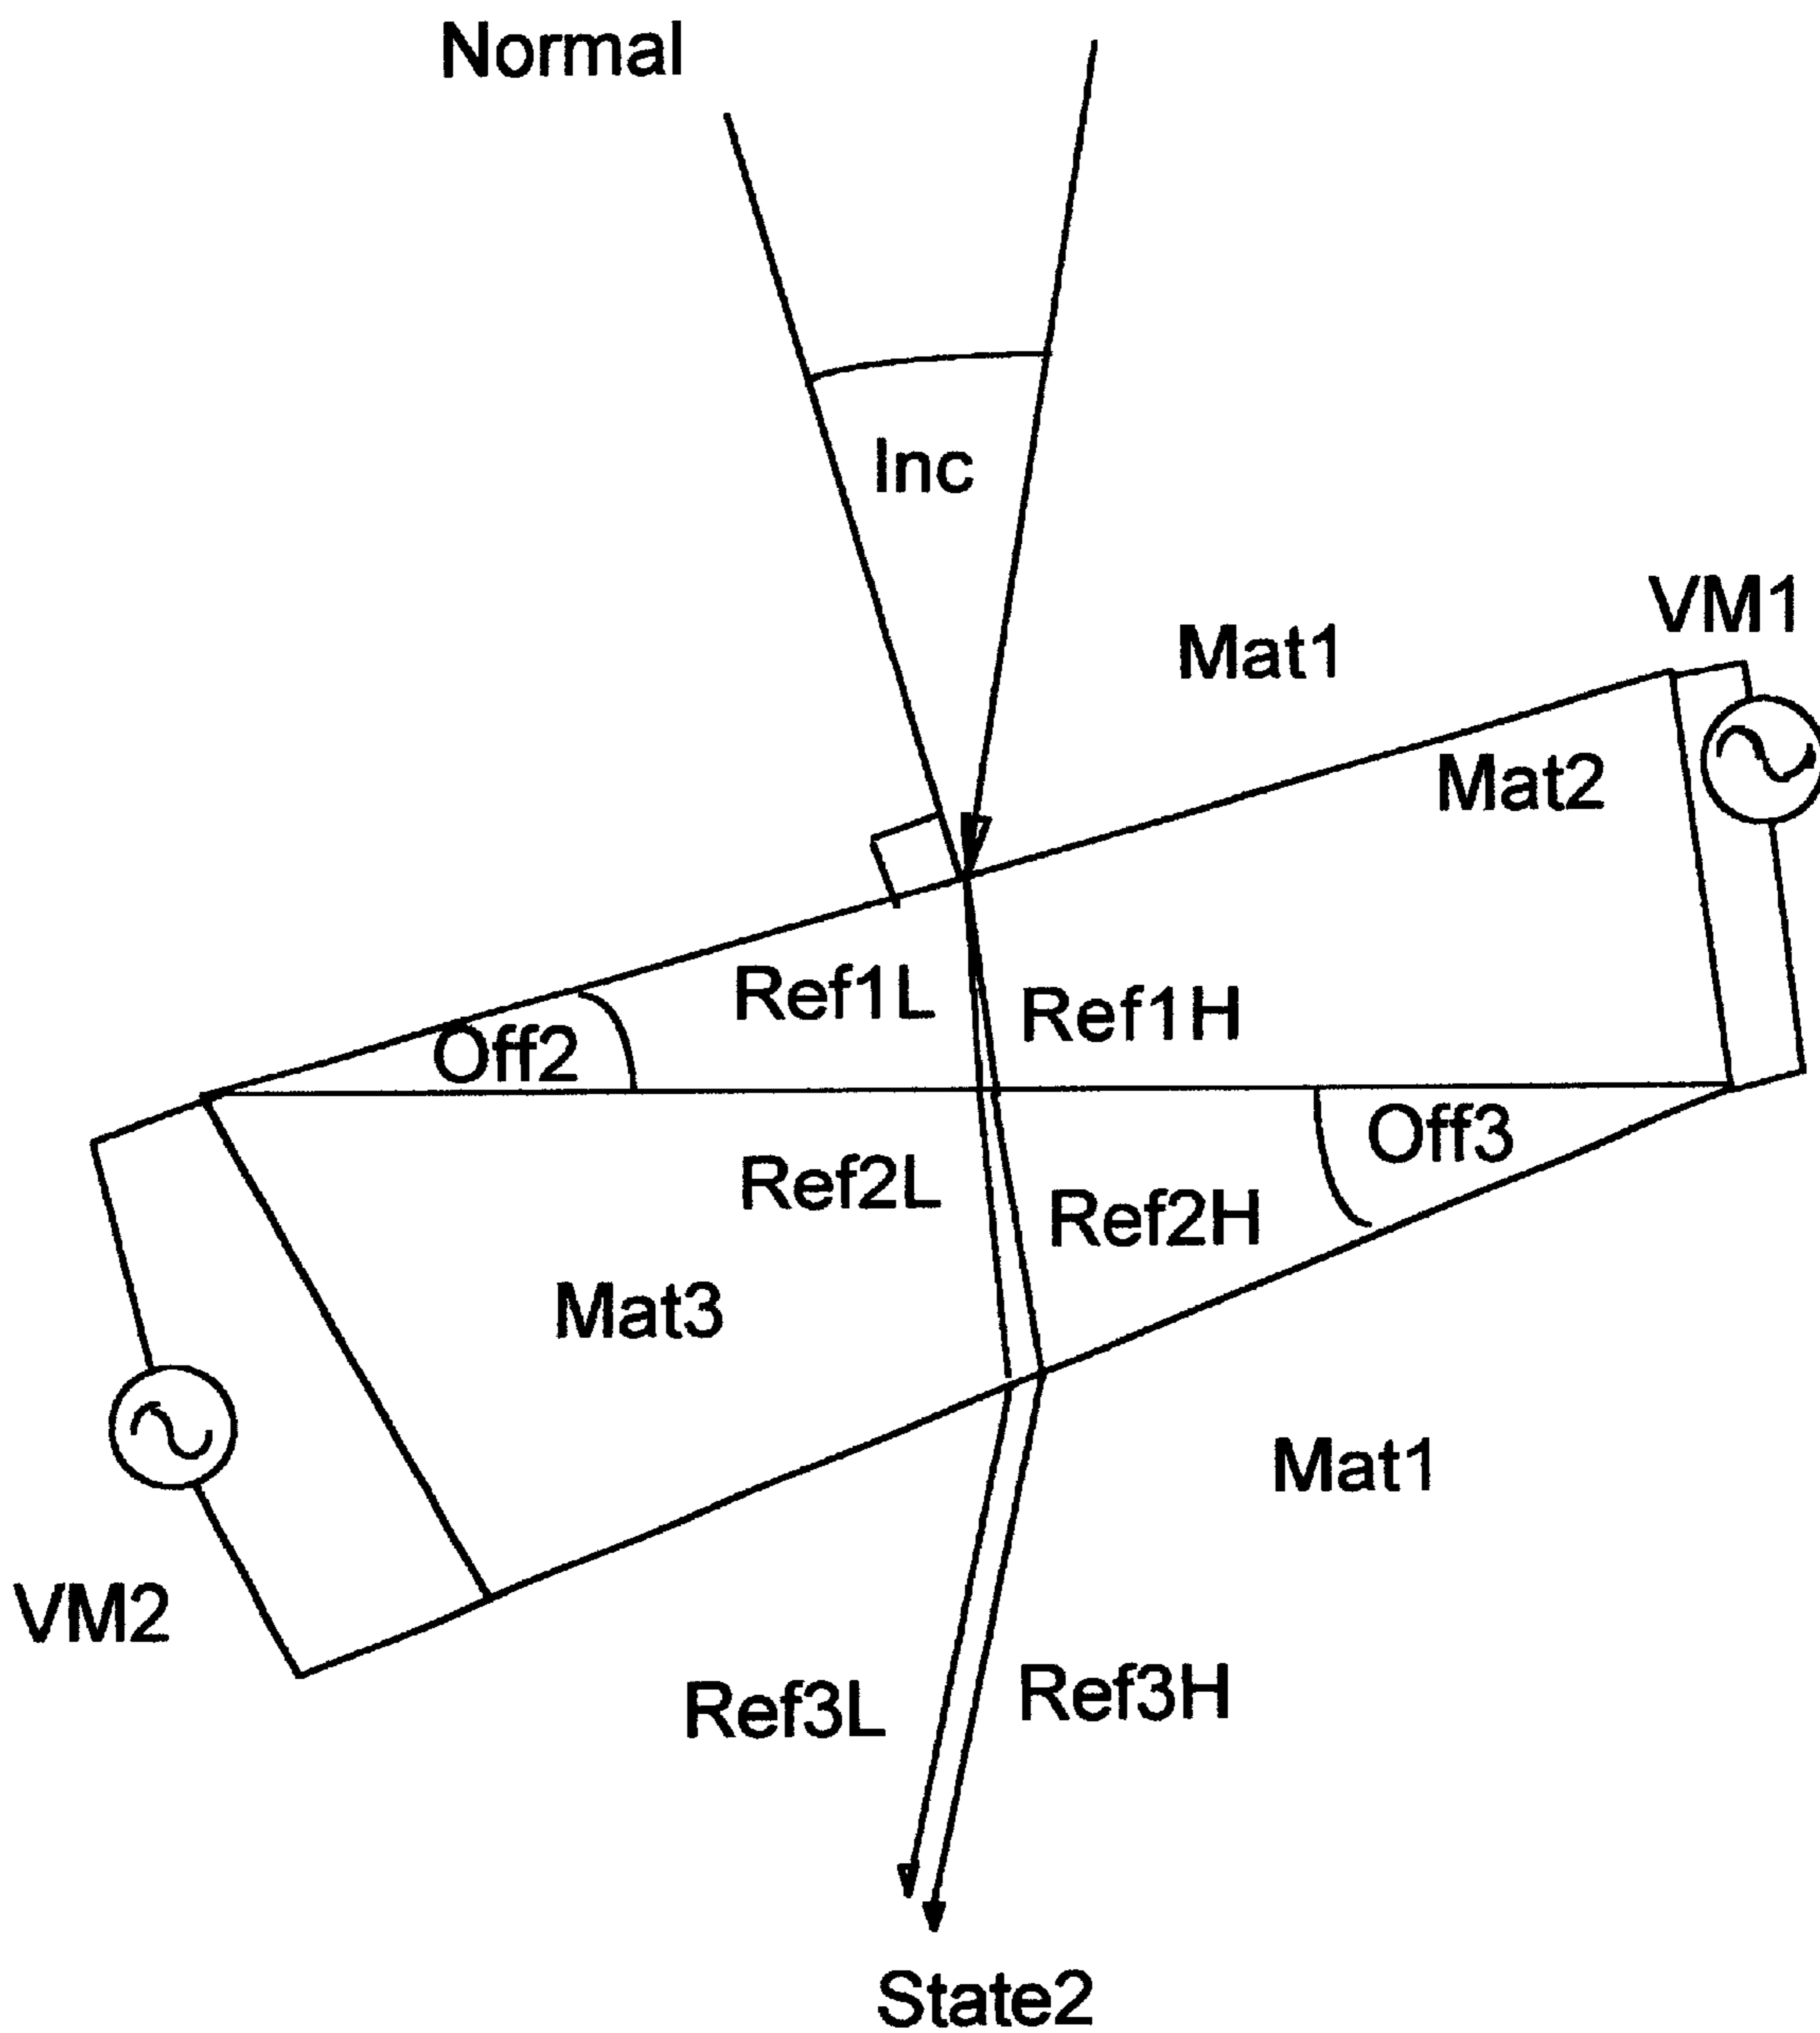 Normal
Inc
VM1
Mat1
Mat2
Ref1L
Ref1H
Off2
Off3
Ref2L
Ref2H
Mat3
Mat1
VM2
Ref3L
Ref3H
State2